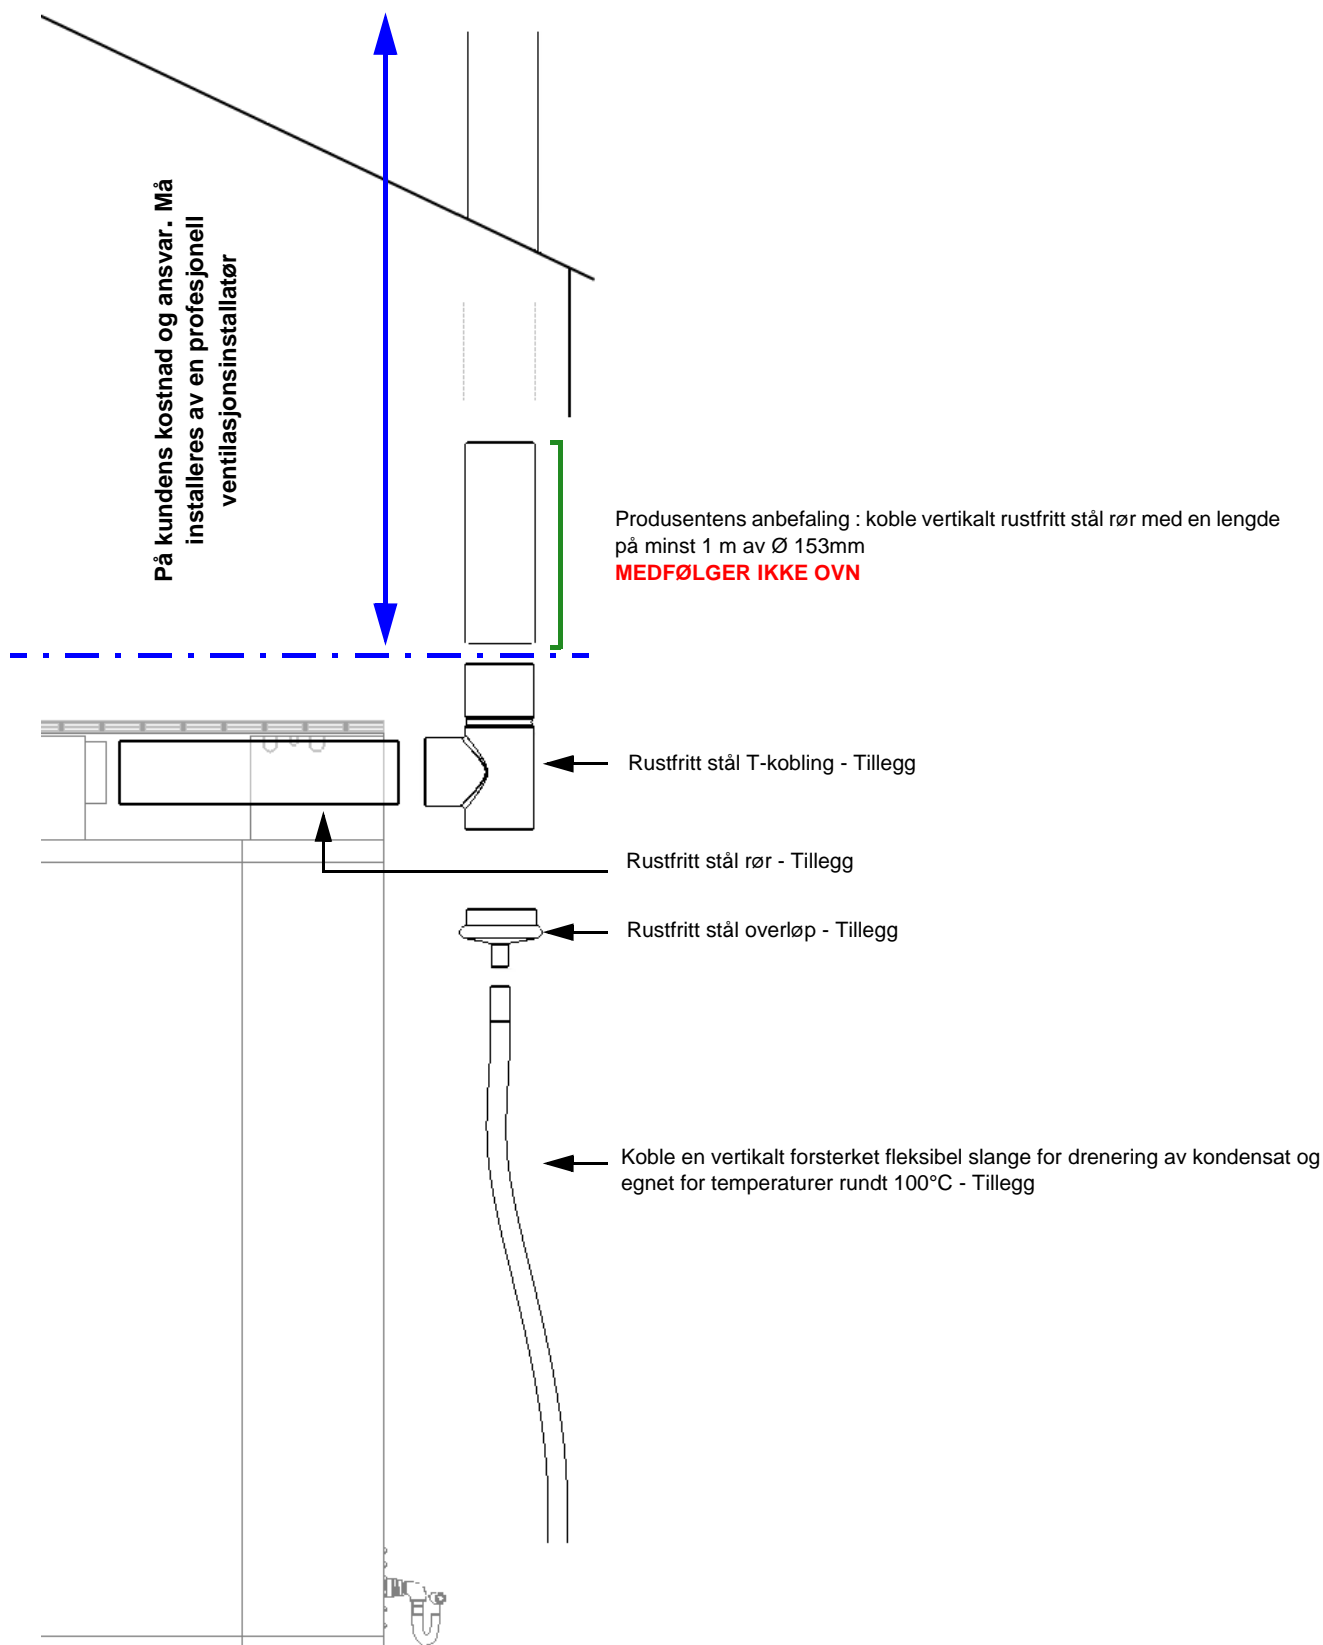 På kundens kostnad og ansvar. Må
installeres av en profesjonell
ventilasjonsinstallatør
Produsentens anbefaling : koble vertikalt rustfritt stål rør med en lengde
på minst 1 m av Ø 153mm
MEDFØLGER IKKE OVN
Rustfritt stål T-kobling - Tillegg
Rustfritt stål rør - Tillegg
Rustfritt stål overløp - Tillegg
Koble en vertikalt forsterket fleksibel slange for drenering av kondensat og
egnet for temperaturer rundt 100°C - Tillegg